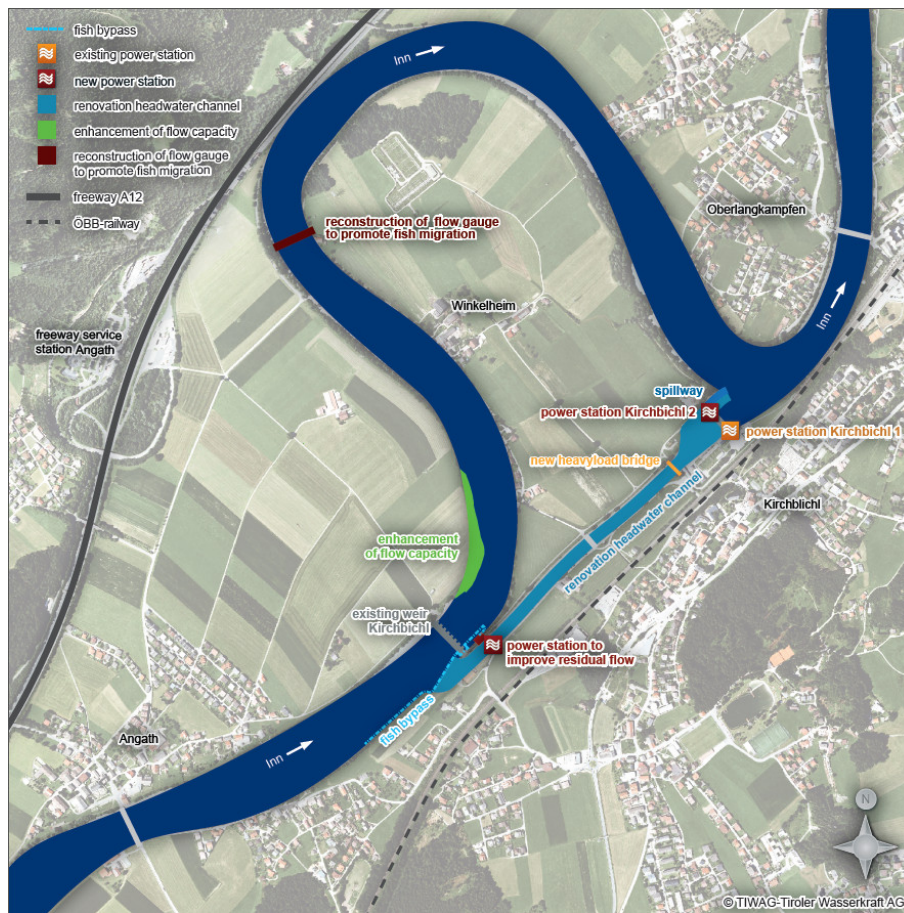 fish bypass
existing power station
new power station
renovation headwater channel
enhancement of flow capacity
reconstruction of flow gauge
to promote fish migration
freeway A12
ÖBB-railway
Inn
Oberlangkampfen
reconstruction of flow gauge
to promote fish migration
Winkelheim
Inn
freeway service
station Angath
spillway
power station Kirchbichl 2
power station Kirchbichl 1
new heavyload bridge
Kirchblichl
renovation headwater channel
enhancement
of flow capacity
existing weir
Kirchbichl
power station to
improve residual flow
fish bypass
Angath
Inn
N
© TIWAG-Tiroler Wasserkraft AG